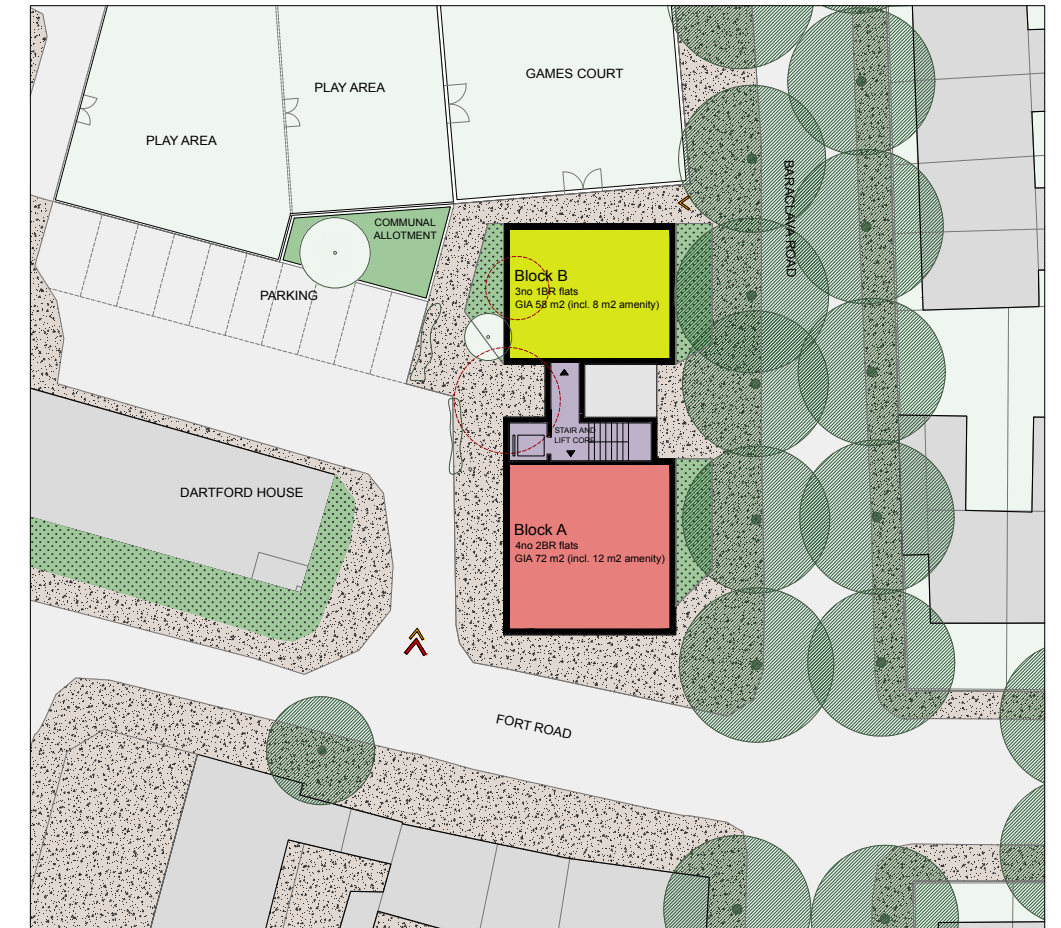 GAMES COURT
PLAY AREA
PLAY AREA
BARACLAVA ROAD
COMMUNAL
ALLOTMENT
PARKING
Block B
3no 1BR flats
GIA 58 m2 (incl. 8 m2 amenity)
STAIR AND
LIFT CORE
DARTFORD HOUSE
Block A
4no 2BR flats
GIA 72 m2 (incl. 12 m2 amenity)
FORT ROAD